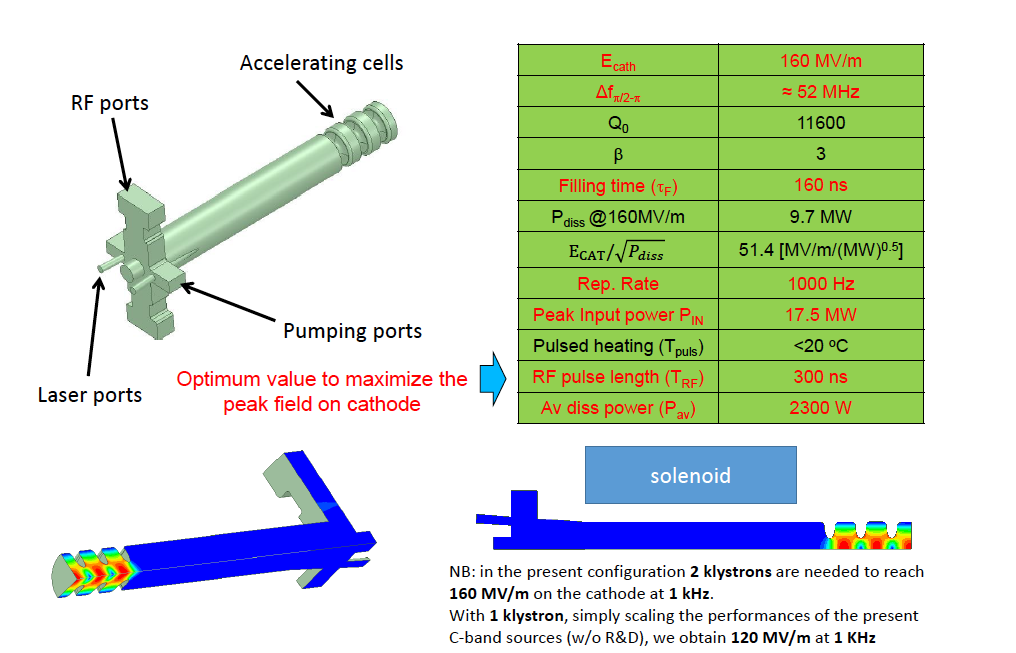 Accelerating cells
RF ports
Pumping ports
Laser ports
Optimum value to maximize the
peak field on cathode
Ecath 160 MV/m
Δfπ/2-π ≈ 52 MHz
Q0 11600
β 3
Filling time (τF) 160 ns
Pdiss @160MV/m 9.7 MW
ECAT/√Pdiss 51.4 [MV/m/(MW)0.5]
Rep. Rate 1000 Hz
Peak Input power PIN 17.5 MW
Pulsed heating (Tpuls) <20 ºC
RF pulse length (TRF) 300 ns
Av diss power (Pav) 2300 W
solenoid
NB: in the present configuration 2 klystrons are needed to reach
160 MV/m on the cathode at 1 kHz.
With 1 klystron, simply scaling the performances of the present
C-band sources (w/o R&D), we obtain 120 MV/m at 1 KHz